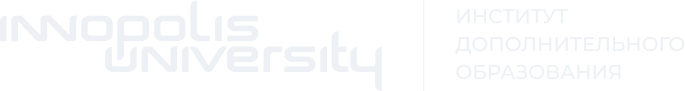 INNOPOLIS
UNIVERSITY
ИНСТИТУТ
ДОПОЛНИТЕЛЬНОГО
ОБРАЗОВАНИЯ